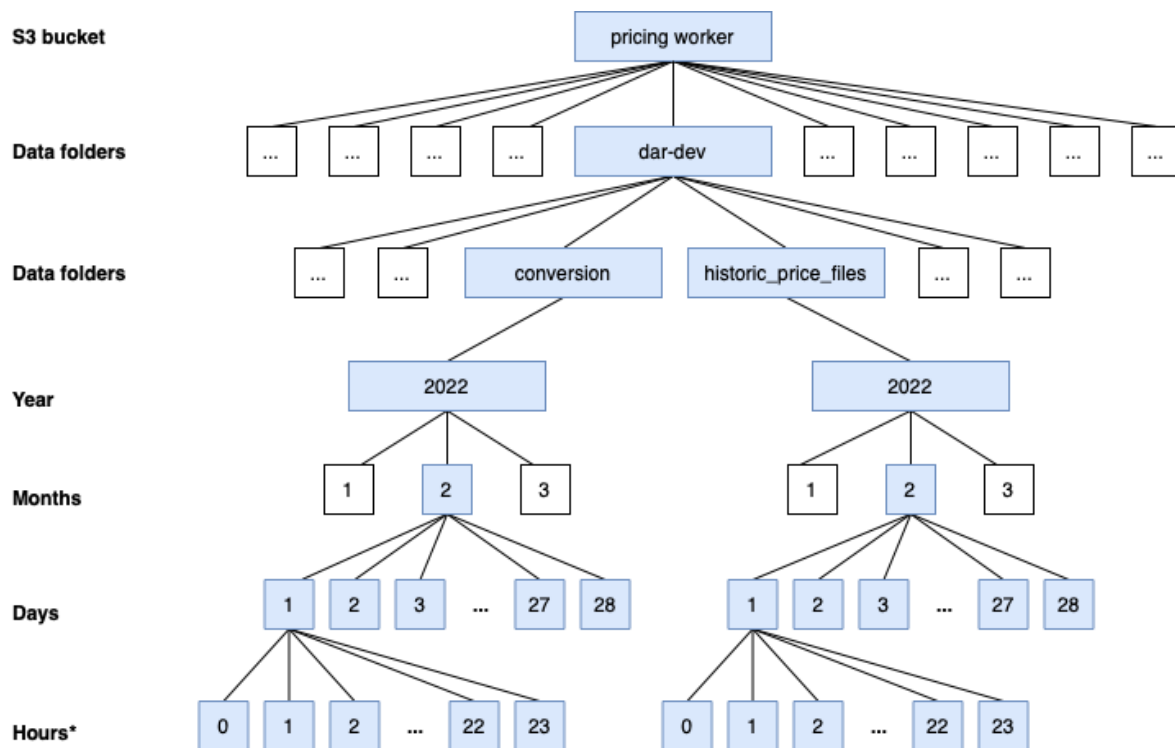 S3 bucket
pricing worker
Data folders
... ... ... ... dar-dev ... ... ... ... ...
Data folders
... ... conversion historic_price_files ... ...
Year
2022 2022
Months
1 2 3 1 2 3
Days
1 2 3 ... 27 28 1 2 3 ... 27 28
Hours*
0 1 2 ... 22 23 0 1 2 ... 22 23